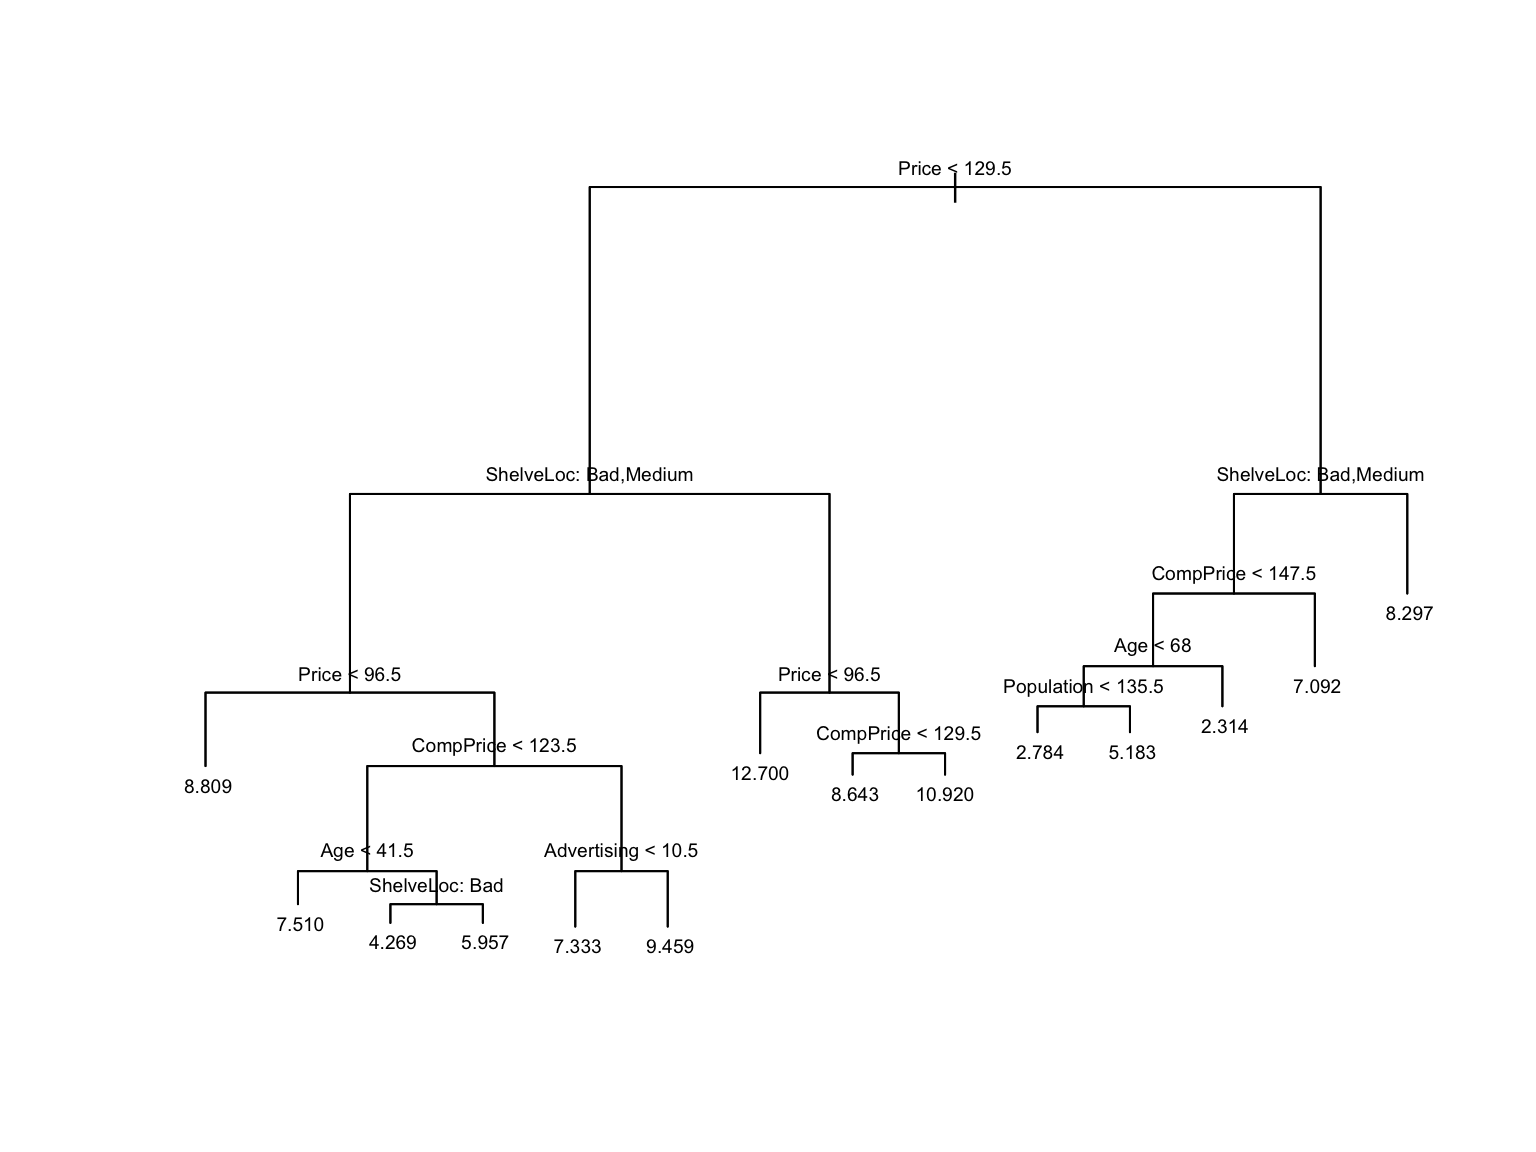 Price < 129.5
ShelveLoc: Bad,Medium
ShelveLoc: Bad,Medium
CompPrice < 147.5
8.297
Age < 68
Price < 96.5
Price < 96.5
Population < 135.5
7.092
2.314
CompPrice < 123.5
CompPrice < 129.5
2.784
5.183
8.809
12.700
8.643
10.920
Age < 41.5
Advertising < 10.5
ShelveLoc: Bad
7.510
4.269
5.957
7.333
9.459